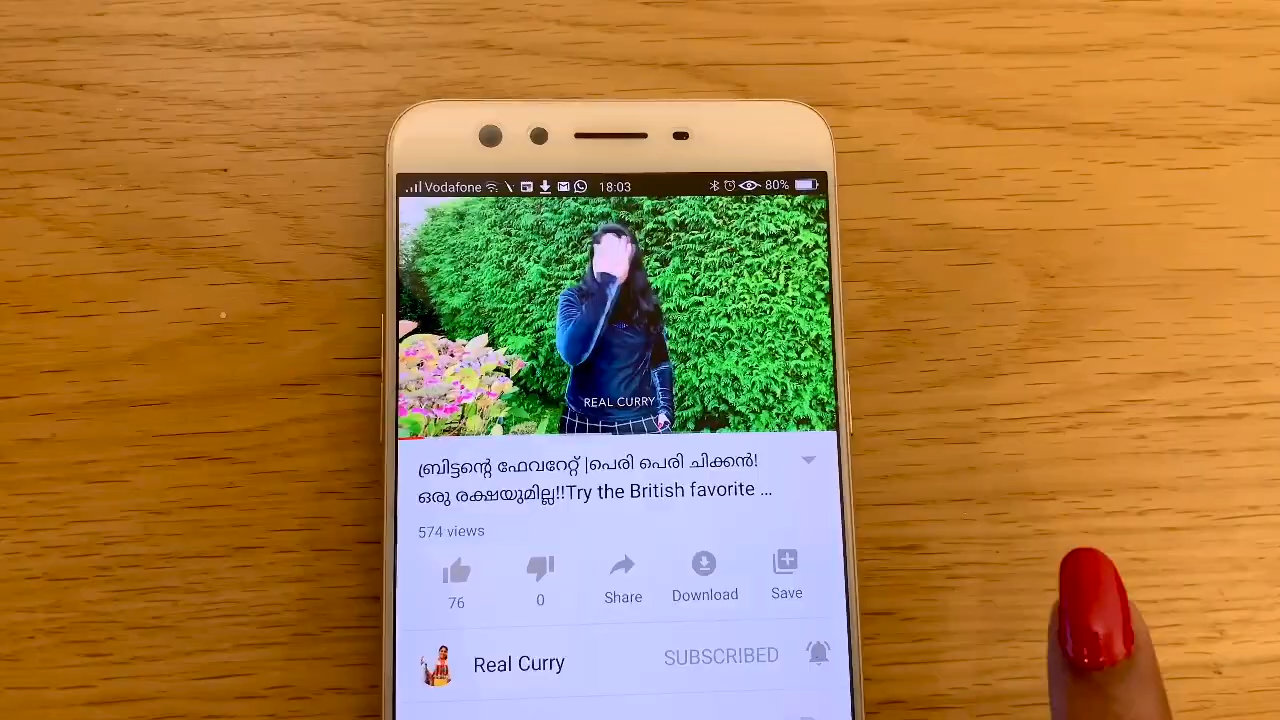 Vodafone 18:03 80%
REAL CURRY
ബ്രിട്ടന്റെ ഫേവറേറ്റ് |പെരി പെരി ചിക്കൻ!
ഒരു രക്ഷയുമില്ല!!Try the British favorite ...
574 views
76 0 Share Download Save
Real Curry SUBSCRIBED